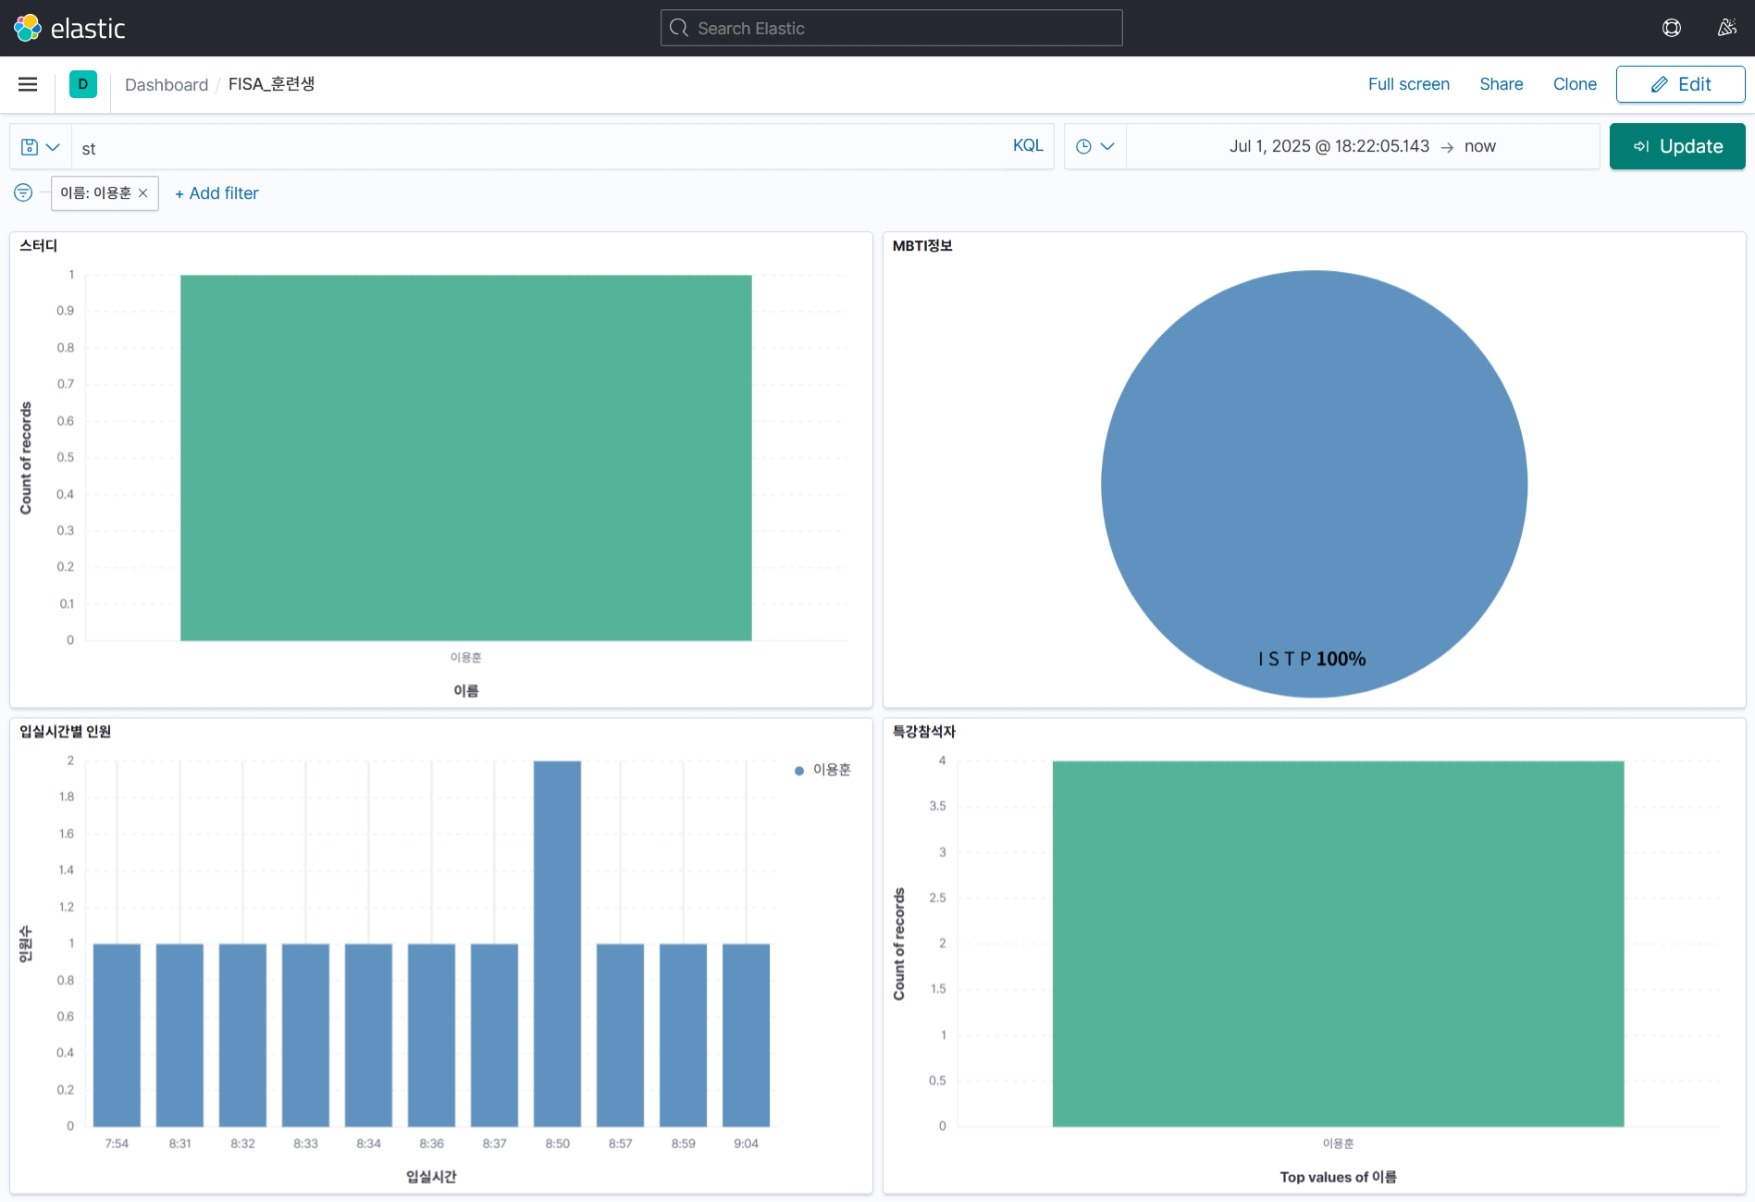 elastic
Search Elastic
D
Dashboard / FISA_훈련생
Full screen
Share
Clone
Edit
st
KQL
Jul 1, 2025 @ 18:22:05.143 → now
Update
이름: 이용훈 ×
+ Add filter
스터디
1
0.9
0.8
0.7
0.6
0.5
0.4
0.3
0.2
0.1
0
Count of records
이용훈
이름
MBTI정보
I S T P 100%
입실시간별 인원
2
1.8
1.6
1.4
1.2
1
0.8
0.6
0.4
0.2
0
인원수
이용훈
7:54 8:31 8:32 8:33 8:34 8:36 8:37 8:50 8:57 8:59 9:04
입실시간
특강참석자
4
3.5
3
2.5
2
1.5
1
0.5
0
Count of records
이용훈
Top values of 이름